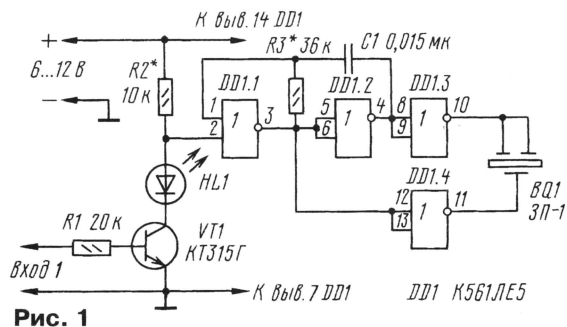 К выв. 14 DD1
+
6...12 В
−
R2*
10 к
R3* 36 к
C1 0,015 мк
DD1.1
1
2
1
3
DD1.2
5
6
1
4
DD1.3
8
9
1
10
DD1.4
12
13
1
11
BQ1
ЗП-1
HL1
R1 20 к
VT1
КТ315Г
Вход 1
К выв. 7 DD1
DD1 К561ЛЕ5
Рис. 1